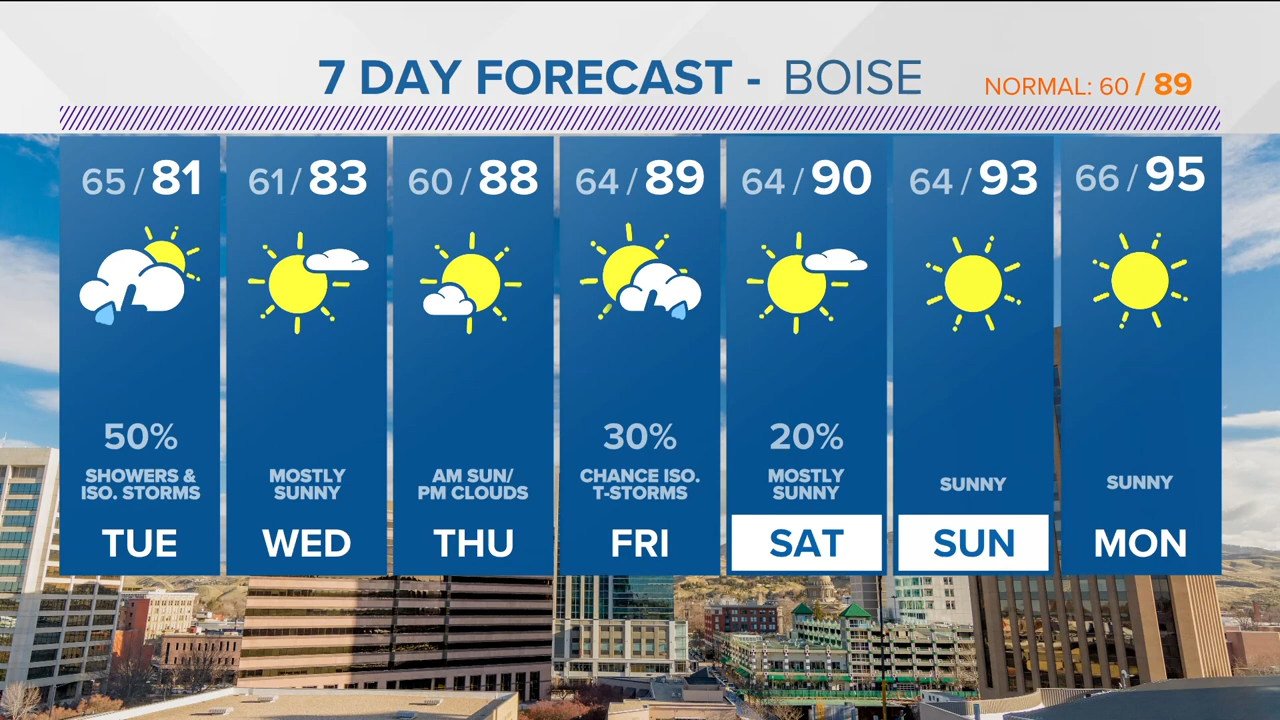 7 DAY FORECAST - BOISE
NORMAL: 60 / 89
65 / 81
50%
SHOWERS &
ISO. STORMS
TUE
61 / 83
MOSTLY
SUNNY
WED
60 / 88
AM SUN/
PM CLOUDS
THU
64 / 89
30%
CHANCE ISO.
T-STORMS
FRI
64 / 90
20%
MOSTLY
SUNNY
SAT
64 / 93
SUNNY
SUN
66 / 95
SUNNY
MON